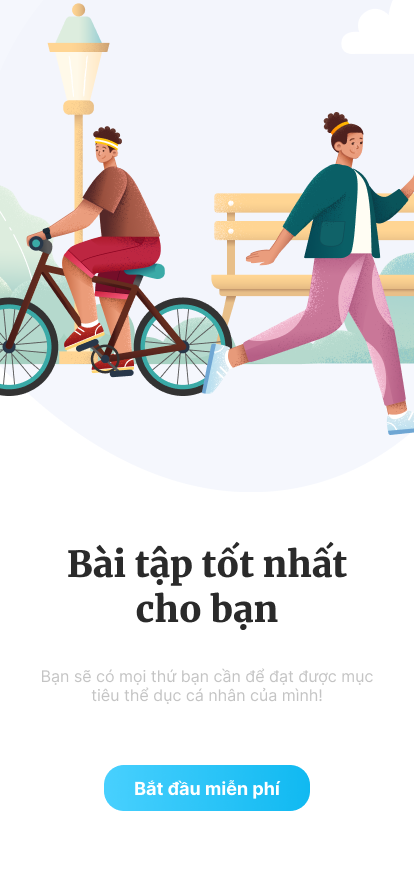 Bài tập tốt nhất
cho bạn
Bạn sẽ có mọi thứ bạn cần để đạt được mục
tiêu thể dục cá nhân của mình!
Bắt đầu miễn phí